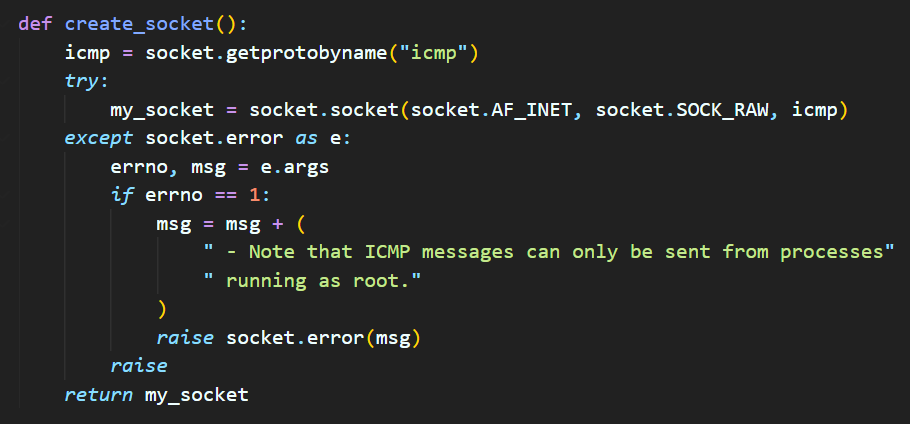 def create_socket():
    icmp = socket.getprotobyname("icmp")
    try:
        my_socket = socket.socket(socket.AF_INET, socket.SOCK_RAW, icmp)
    except socket.error as e:
        errno, msg = e.args
        if errno == 1:
            msg = msg + (
                " - Note that ICMP messages can only be sent from processes"
                " running as root."
            )
            raise socket.error(msg)
        raise
    return my_socket